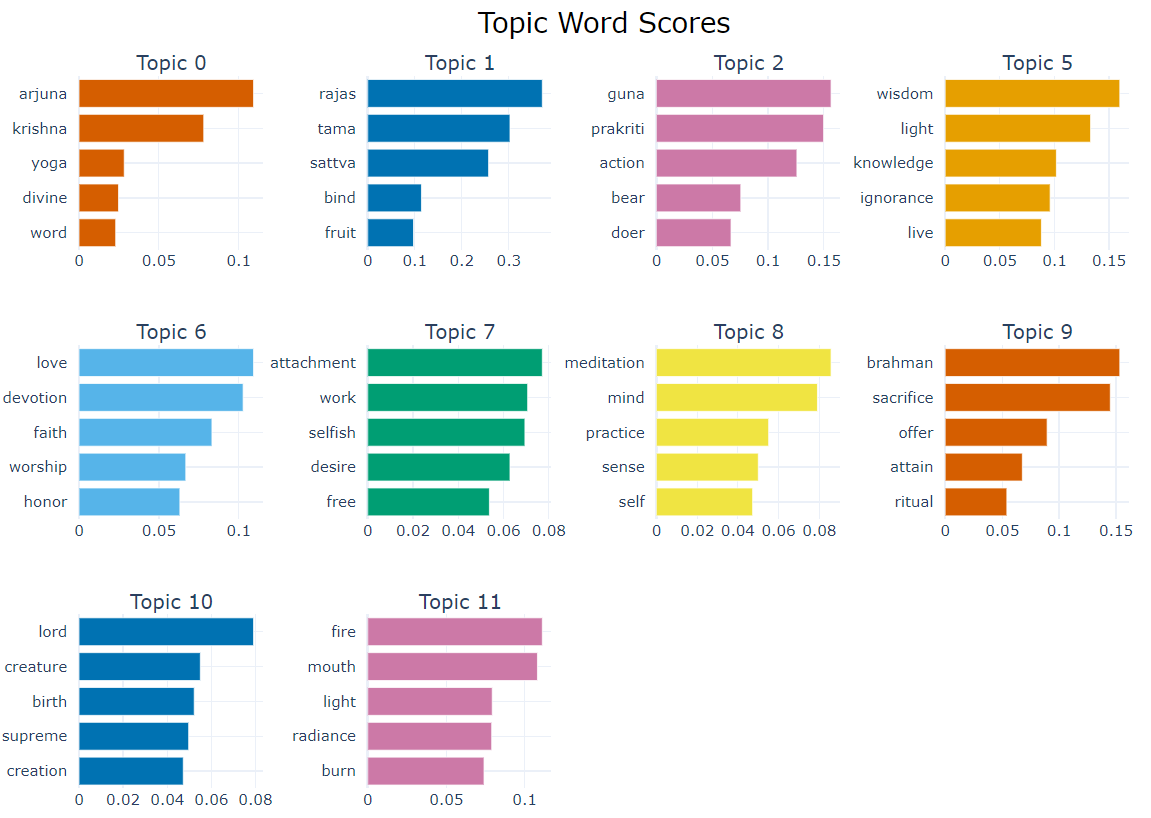 Topic Word Scores
Topic 0
arjuna
krishna
yoga
divine
word
0 0.05 0.1
Topic 1
rajas
tama
sattva
bind
fruit
0 0.1 0.2 0.3
Topic 2
guna
prakriti
action
bear
doer
0 0.05 0.1 0.15
Topic 5
wisdom
light
knowledge
ignorance
live
0 0.05 0.1 0.15
Topic 6
love
devotion
faith
worship
honor
0 0.05 0.1
Topic 7
attachment
work
selfish
desire
free
0 0.02 0.04 0.06 0.08
Topic 8
meditation
mind
practice
sense
self
0 0.02 0.04 0.06 0.08
Topic 9
brahman
sacrifice
offer
attain
ritual
0 0.05 0.1 0.15
Topic 10
lord
creature
birth
supreme
creation
0 0.02 0.04 0.06 0.08
Topic 11
fire
mouth
light
radiance
burn
0 0.05 0.1